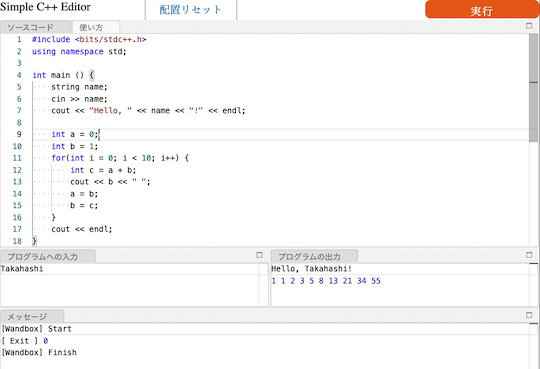 Simple C++ Editor
配置リセット
実行
ソースコード
使い方
1 #include <bits/stdc++.h>
2 using namespace std;
3
4 int main () {
5     string name;
6     cin >> name;
7     cout << "Hello, " << name << "!" << endl;
8
9     int a = 0;
10     int b = 1;
11     for(int i = 0; i < 10; i++) {
12         int c = a + b;
13         cout << b << " ";
14         a = b;
15         b = c;
16     }
17     cout << endl;
18 }
プログラムへの入力
Takahashi
プログラムの出力
Hello, Takahashi!
1 1 2 3 5 8 13 21 34 55
メッセージ
[Wandbox] Start
[ Exit ] 0
[Wandbox] Finish